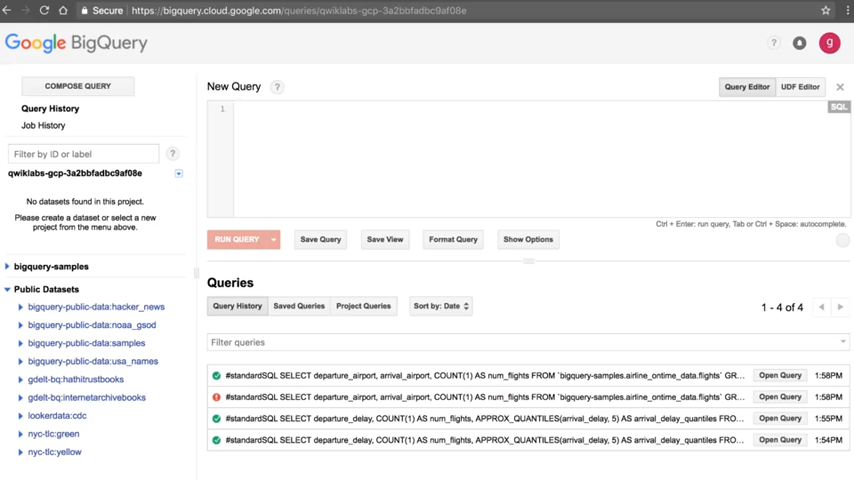 Secure https://bigquery.cloud.google.com/queries/qwiklabs-gcp-3a2bbfadbc9af08e
Google BigQuery
?
g
COMPOSE QUERY
Query History
Job History
Filter by ID or label
?
qwiklabs-gcp-3a2bbfadbc9af08e
No datasets found in this project.
Please create a dataset or select a new
project from the menu above.
bigquery-samples
Public Datasets
bigquery-public-data:hacker_news
bigquery-public-data:noaa_gsod
bigquery-public-data:samples
bigquery-public-data:usa_names
gdelt-bq:hathitrustbooks
gdelt-bq:internetarchivebooks
lookerdata:cdc
nyc-tlc:green
nyc-tlc:yellow
New Query ?
Query Editor UDF Editor
1
SQL
Ctrl + Enter: run query, Tab or Ctrl + Space: autocomplete.
RUN QUERY Save Query Save View Format Query Show Options
Queries
Query History Saved Queries Project Queries Sort by: Date 1 - 4 of 4
Filter queries
#standardSQL SELECT departure_airport, arrival_airport, COUNT(1) AS num_flights FROM `bigquery-samples.airline_ontime_data.flights` GR... Open Query 1:58PM
#standardSQL SELECT departure_airport, arrival_airport, COUNT(1) AS num_flights FROM `bigquery-samples.airline_ontime_data.flights` GR... Open Query 1:58PM
#standardSQL SELECT departure_delay, COUNT(1) AS num_flights, APPROX_QUANTILES(arrival_delay, 5) AS arrival_delay_quantiles FRO... Open Query 1:55PM
#standardSQL SELECT departure_delay, COUNT(1) AS num_flights, APPROX_QUANTILES(arrival_delay, 5) AS arrival_delay_quantiles FRO... Open Query 1:54PM